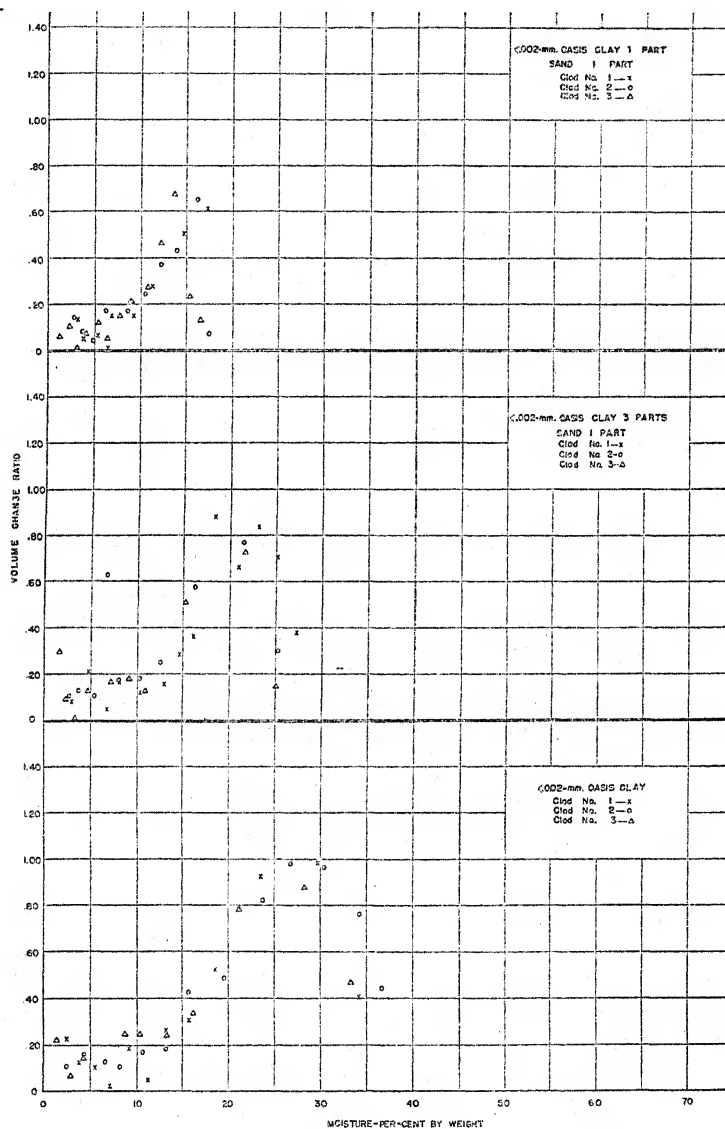 1.40
<.002-mm. OASIS CLAY 1 PART
SAND 1 PART
Clod No. 1—x
Clod No. 2—o
Clod No. 3—△
1.20
1.00
.80
.60
.40
.20
0
1.40
<.002-mm. OASIS CLAY 3 PARTS
SAND 1 PART
Clod No. 1-x
Clod No. 2-o
Clod No. 3-△
1.20
1.00
.80
.60
.40
.20
0
VOLUME CHANGE RATIO
1.40
<.002-mm. OASIS CLAY
Clod No. 1—x
Clod No. 2—o
Clod No. 3—△
1.20
1.00
.80
.60
.40
.20
0
0 10 20 30 40 50 60 70
MOISTURE-PER-CENT BY WEIGHT